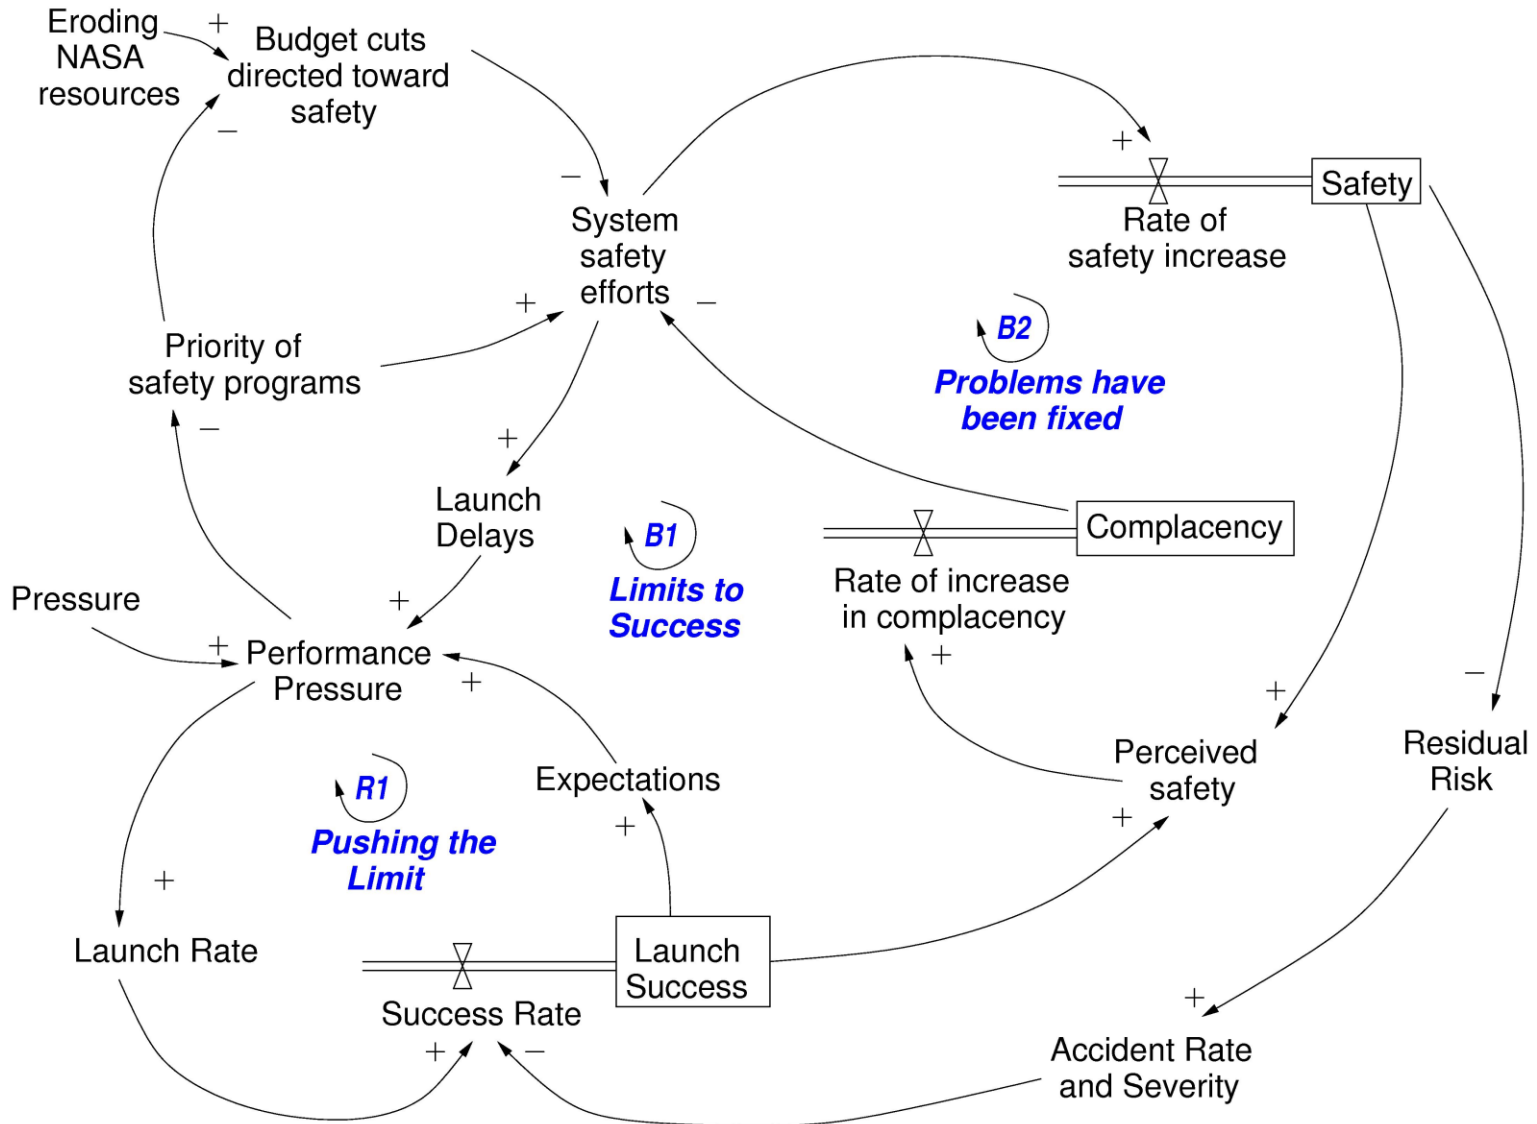 Eroding
NASA
resources
+
Budget cuts
directed toward
safety
−
−
+
Safety
System
safety
efforts
Rate of
safety increase
+
−
B2
Problems have
been fixed
Priority of
safety programs
−
+
Launch
Delays
B1
Limits to
Success
Complacency
Rate of increase
in complacency
+
Pressure
+
+
Performance
Pressure
+
+
−
Perceived
safety
+
Residual
Risk
Expectations
+
R1
Pushing the
Limit
+
Launch Rate
Launch
Success
Success Rate
+
−
+
Accident Rate
and Severity